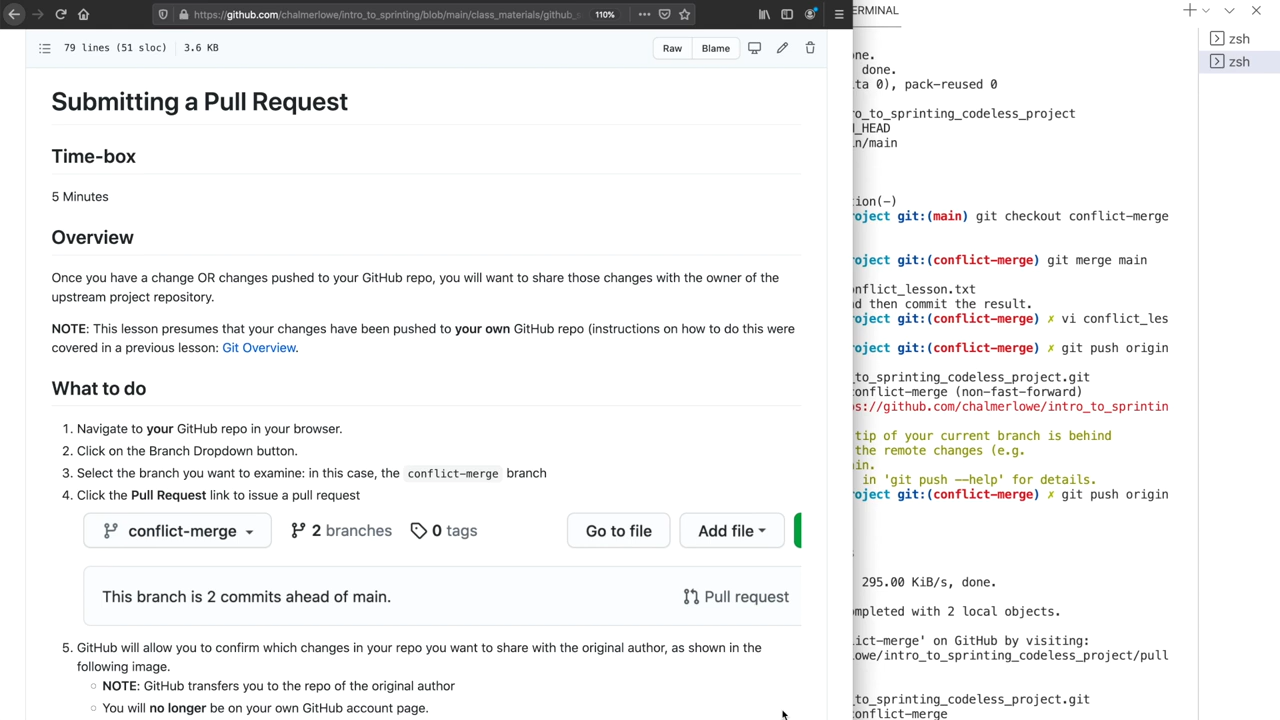 https://github.com/chalmerlowe/intro_to_sprinting/blob/main/class_materials/github_
110%
79 lines (51 sloc) 3.6 KB
Raw Blame
Submitting a Pull Request
Time-box
5 Minutes
Overview
Once you have a change OR changes pushed to your GitHub repo, you will want to share those changes with the owner of the
upstream project repository.
NOTE: This lesson presumes that your changes have been pushed to your own GitHub repo (instructions on how to do this were
covered in a previous lesson: Git Overview.
What to do
1. Navigate to your GitHub repo in your browser.
2. Click on the Branch Dropdown button.
3. Select the branch you want to examine: in this case, the conflict-merge branch
4. Click the Pull Request link to issue a pull request
conflict-merge 2 branches 0 tags Go to file Add file
This branch is 2 commits ahead of main. Pull request
5. GitHub will allow you to confirm which changes in your repo you want to share with the original author, as shown in the
following image.
NOTE: GitHub transfers you to the repo of the original author
You will no longer be on your own GitHub account page.
ERMINAL
ne.
done.
ta 0), pack-reused 0
ro_to_sprinting_codeless_project
_HEAD
n/main
ion(-)
oject git:(main) git checkout conflict-merge
oject git:(conflict-merge) git merge main
nflict_lesson.txt
d then commit the result.
oject git:(conflict-merge) ✗ vi conflict_les
oject git:(conflict-merge) ✗ git push origin
_to_sprinting_codeless_project.git
onflict-merge (non-fast-forward)
s://github.com/chalmerlowe/intro_to_sprintin
tip of your current branch is behind
the remote changes (e.g.
in.
in 'git push --help' for details.
oject git:(conflict-merge) ✗ git push origin
295.00 KiB/s, done.
mpleted with 2 local objects.
ict-merge' on GitHub by visiting:
owe/intro_to_sprinting_codeless_project/pull
_to_sprinting_codeless_project.git
onflict-merge
zsh
zsh